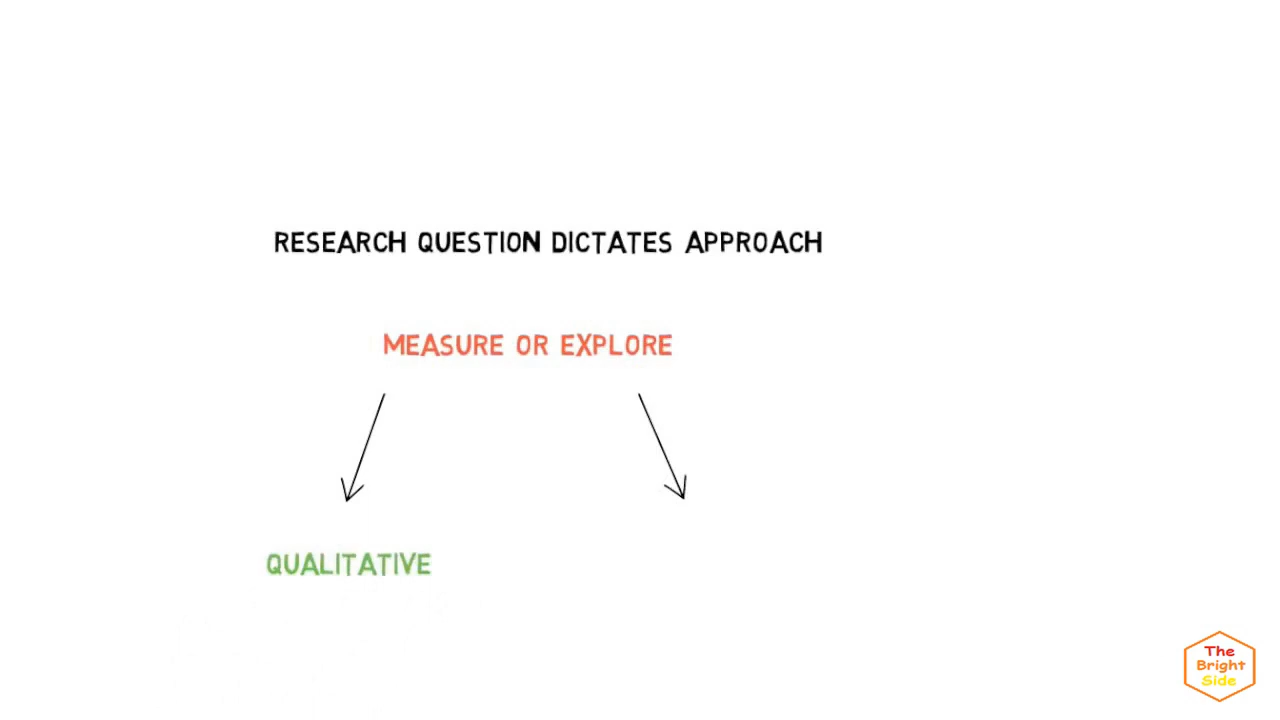 RESEARCH QUESTION DICTATES APPROACH
MEASURE OR EXPLORE
QUALITATIVE
The
Bright
Side